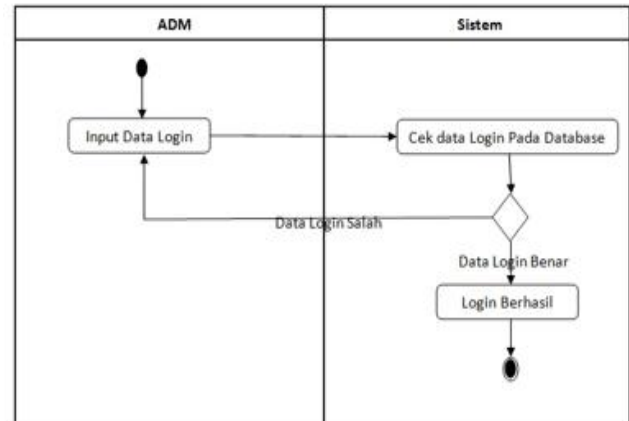 ADM
Sistem
Input Data Login
Cek data Login Pada Database
Data Login Salah
Data Login Benar
Login Berhasil